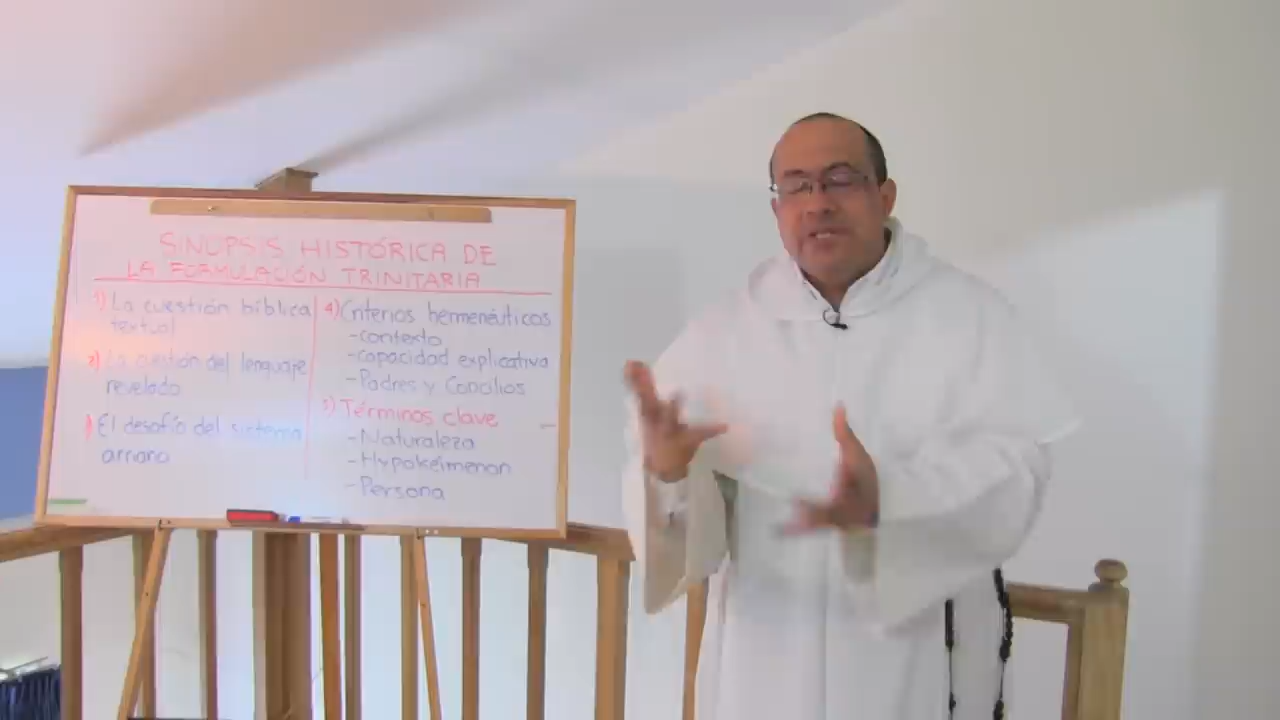 SINOPSIS HISTÓRICA DE
LA FORMULACIÓN TRINITARIA
1) La cuestión bíblica
textual
2) La cuestión del lenguaje
revelado
3) El desafío del sistema
arriano
4) Criterios hermenéuticos
- contexto
- capacidad explicativa
- Padres y Concilios
5) Términos clave
- Naturaleza
- Hypokeímenon
- Persona